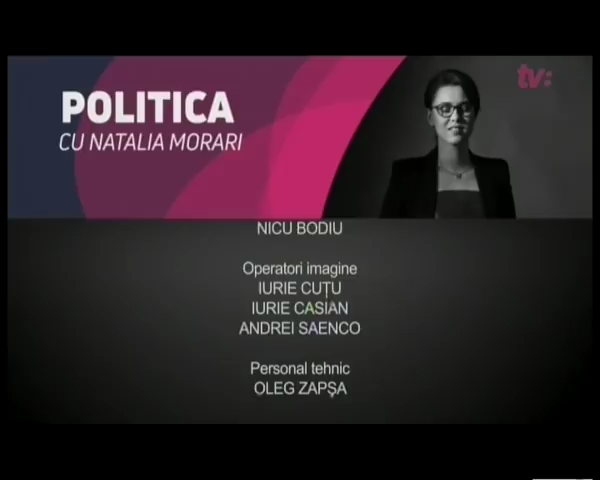 POLITICA
CU NATALIA MORARI
tv:
NICU BODIU
Operatori imagine
IURIE CUȚU
IURIE CASIAN
ANDREI SAENCO
Personal tehnic
OLEG ZAPȘA